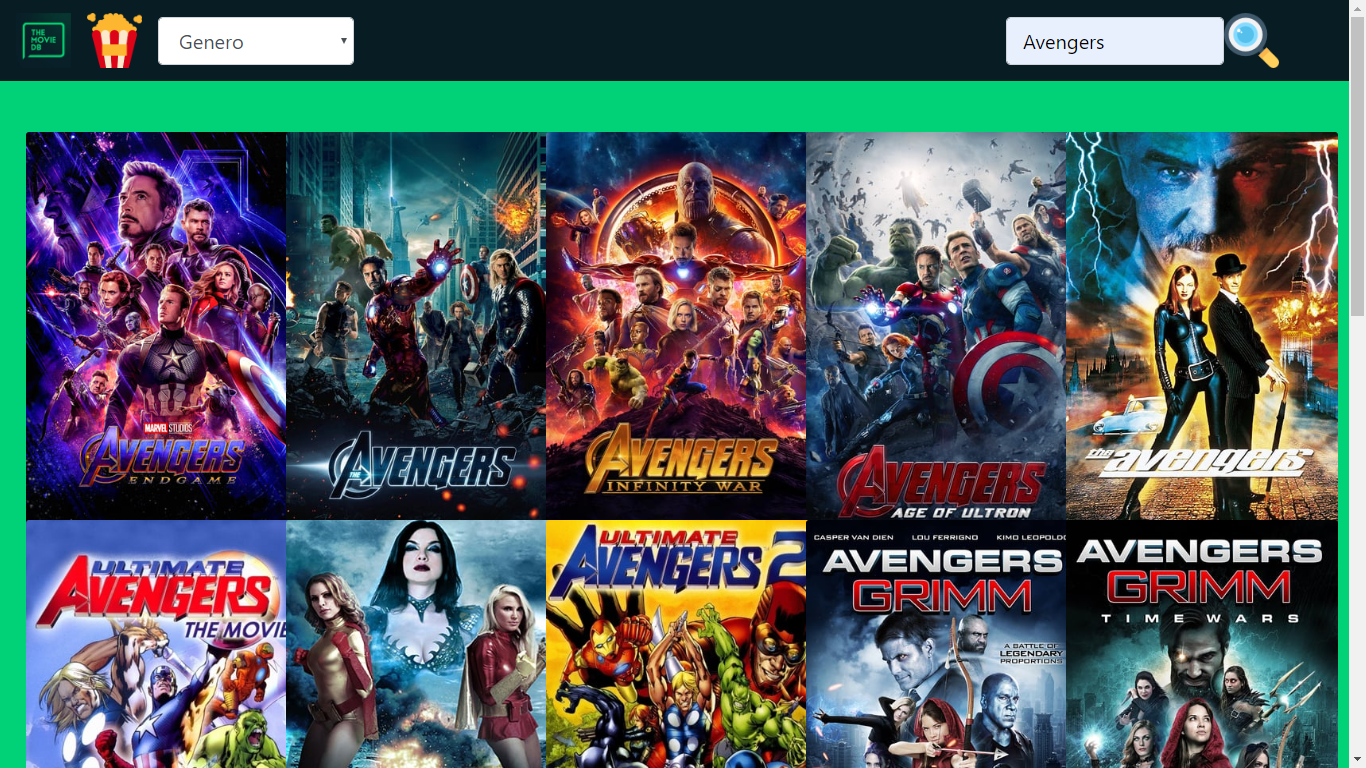 THE
MOVIE
DB
Genero
Avengers
MARVEL STUDIOS
AVENGERS
ENDGAME
THE AVENGERS
AVENGERS
INFINITY WAR
AVENGERS
AGE OF ULTRON
the avengers
ULTIMATE
AVENGERS
THE MOVIE
ULTIMATE
AVENGERS 2
CASPER VAN DIEN LOU FERRIGNO KIMO LEOPOLDO
AVENGERS
GRIMM
A BATTLE OF
LEGENDARY
PROPORTIONS
AVENGERS
GRIMM
TIME WARS